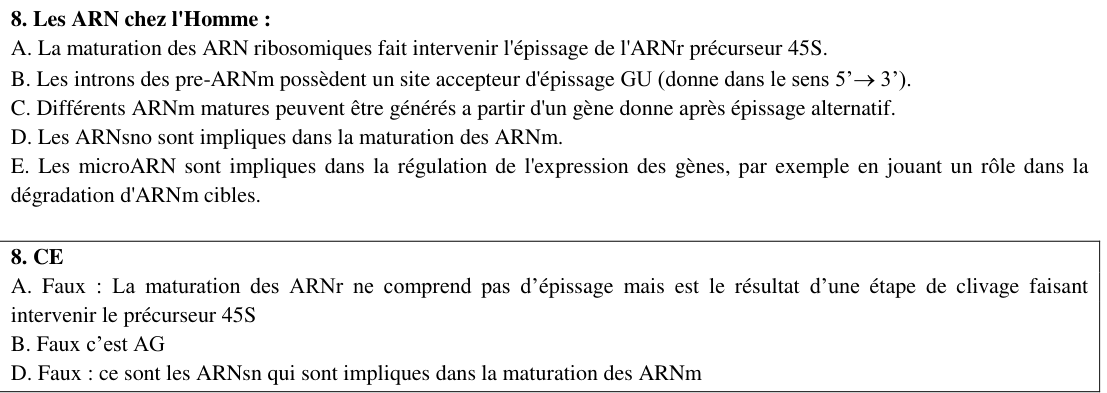 8. Les ARN chez l'Homme :
A. La maturation des ARN ribosomiques fait intervenir l'épissage de l'ARNr précurseur 45S.
B. Les introns des pre-ARNm possèdent un site accepteur d'épissage GU (donne dans le sens 5’→ 3’).
C. Différents ARNm matures peuvent être générés a partir d'un gène donne après épissage alternatif.
D. Les ARNsno sont impliques dans la maturation des ARNm.
E. Les microARN sont impliques dans la régulation de l'expression des gènes, par exemple en jouant un rôle dans la
dégradation d'ARNm cibles.
8. CE
A. Faux : La maturation des ARNr ne comprend pas d’épissage mais est le résultat d’une étape de clivage faisant
intervenir le précurseur 45S
B. Faux c’est AG
D. Faux : ce sont les ARNsn qui sont impliques dans la maturation des ARNm